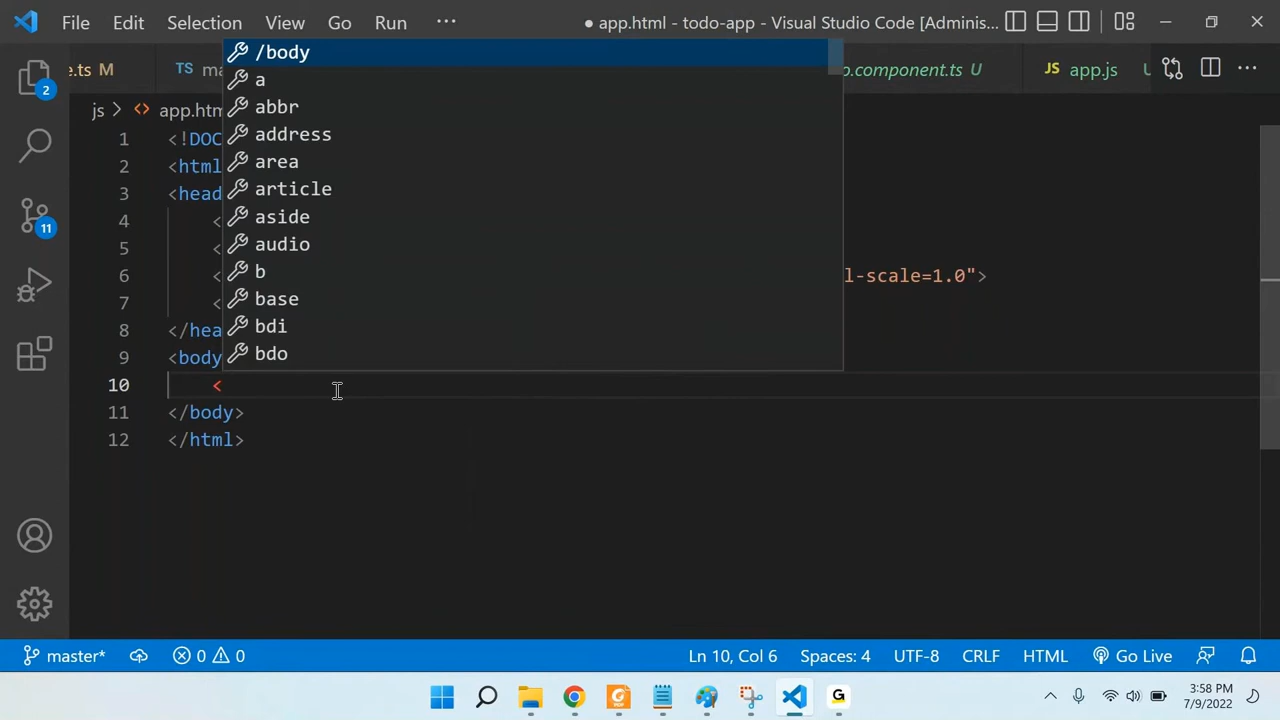 File Edit Selection View Go Run ··· ● app.html - todo-app - Visual Studio Code [Adminis...
e.ts M TS ma o.component.ts U JS app.js U ···
js > <> app.htm
/body
a
abbr
address
area
article
aside
audio
b
base
bdi
bdo
1 <!DOC
2 <html
3 <head
4 <
5 <
6 < l-scale=1.0">
7 <
8 </hea
9 <body
10 <
11 </body>
12 </html>
2
11
master* 0 0 Ln 10, Col 6 Spaces: 4 UTF-8 CRLF HTML Go Live
3:58 PM
7/9/2022